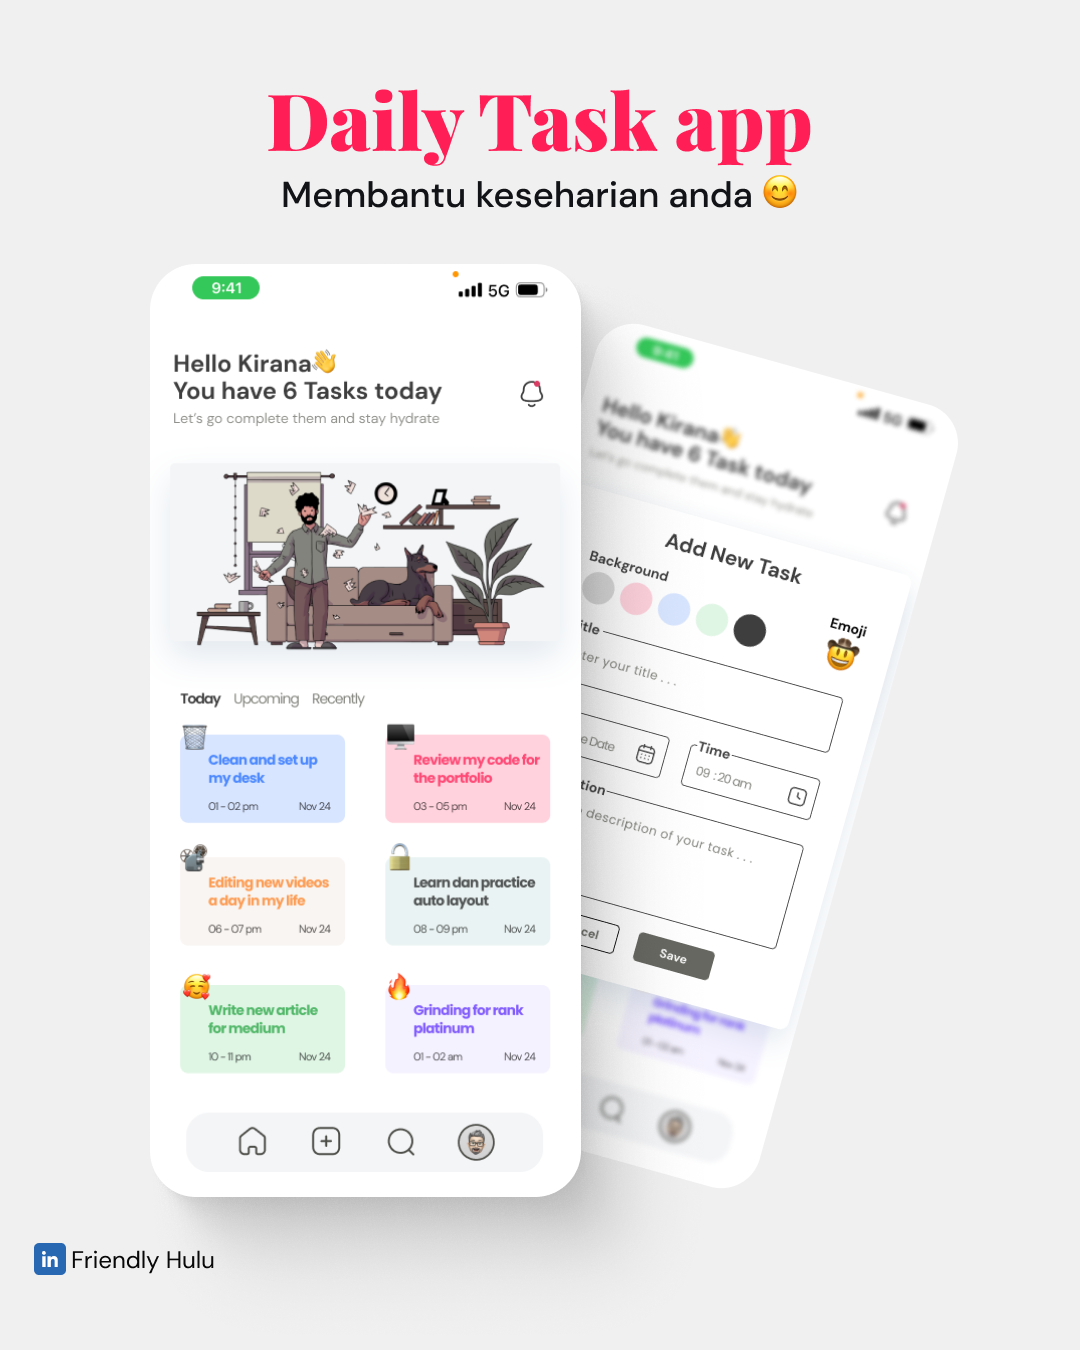 Daily Task app
Membantu keseharian anda 😊
9:41
5G
Hello Kirana👋
You have 6 Tasks today
Let's go complete them and stay hydrate
Today Upcoming Recently
Clean and set up
my desk
01 - 02 pm Nov 24
Review my code for
the portfolio
03 - 05 pm Nov 24
Editing new videos
a day in my life
06 - 07 pm Nov 24
Learn dan practice
auto layout
08 - 09 pm Nov 24
Write new article
for medium
10 - 11 pm Nov 24
Grinding for rank
platinum
01 - 02 am Nov 24
9:41
5G
Hello Kirana👋
You have 6 Task today
Let's go complete them and stay hydrate
Add New Task
Background
Emoji
itle
ter your title . . .
e Date
Time
09 : 20 am
tion
description of your task . . .
cel
Save
Grinding for rank
platinum
01 - 02 am Nov 24
in Friendly Hulu